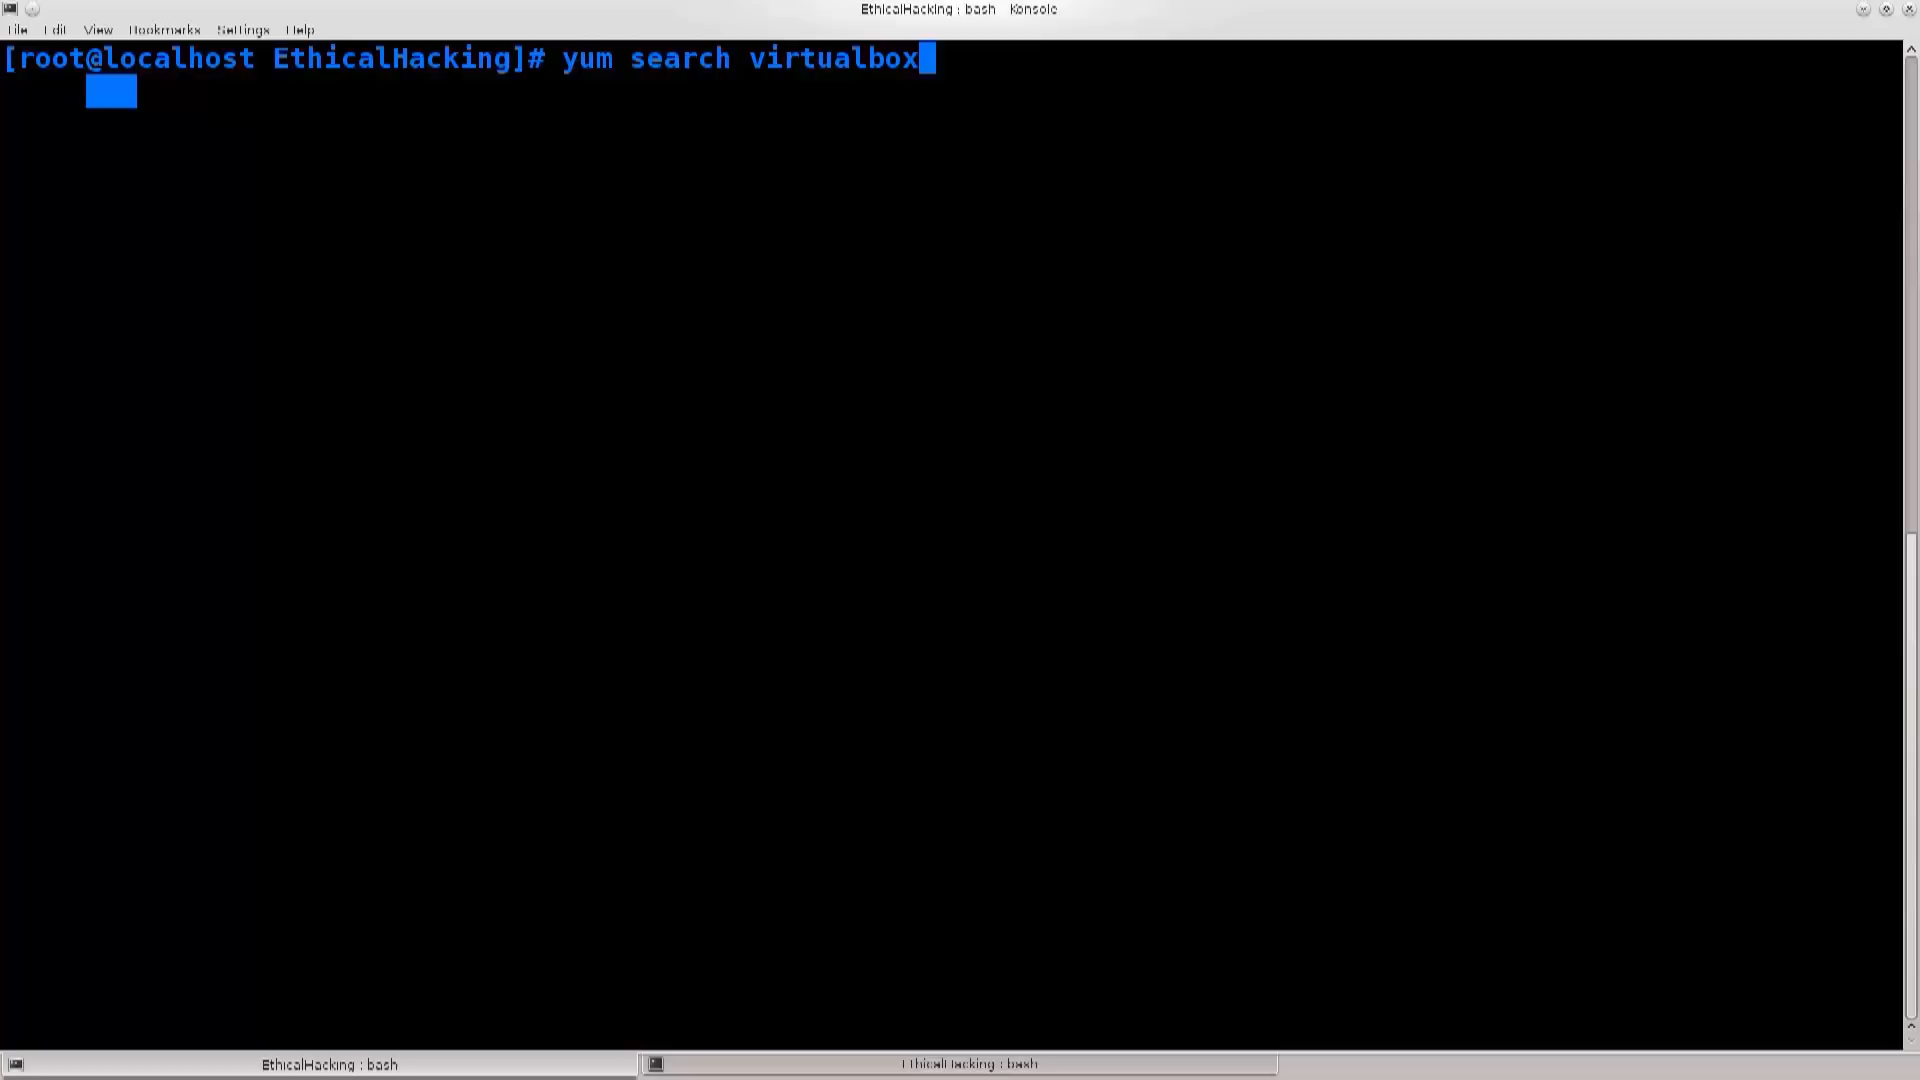 EthicalHacking : bash Konsole
File Edit View Bookmarks Settings Help
[root@localhost EthicalHacking]# yum search virtualbox
EthicalHacking : bash
EthicalHacking : bash